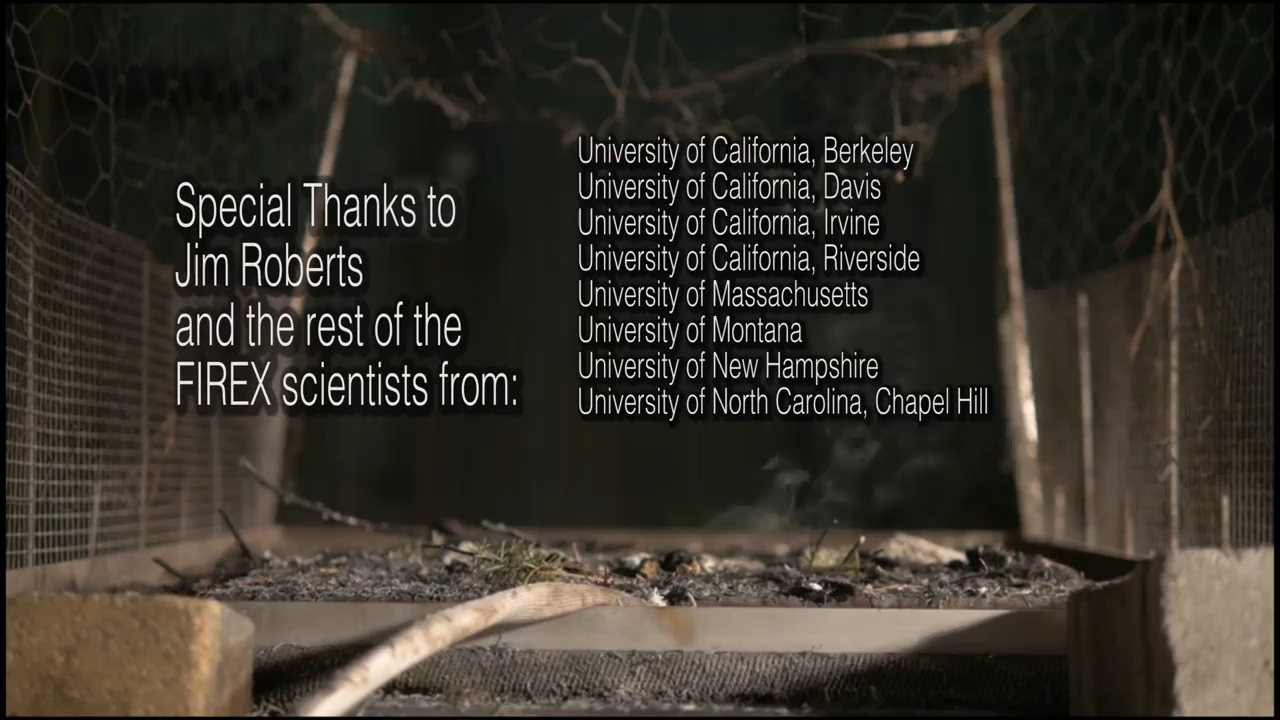 Special Thanks to
Jim Roberts
and the rest of the
FIREX scientists from:
University of California, Berkeley
University of California, Davis
University of California, Irvine
University of California, Riverside
University of Massachusetts
University of Montana
University of New Hampshire
University of North Carolina, Chapel Hill